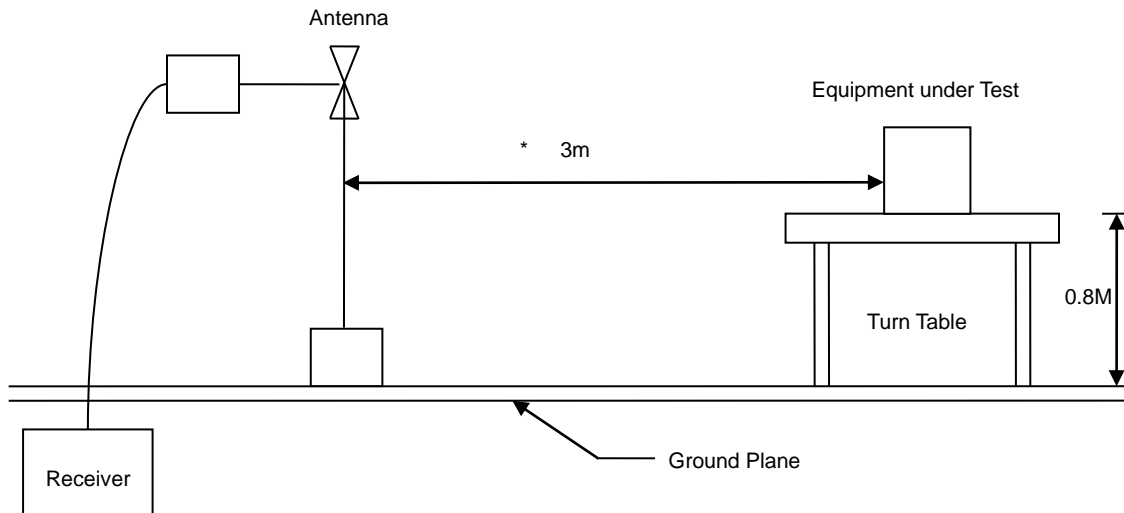 Antenna
Equipment under Test
* 3m
0.8M
Turn Table
Ground Plane
Receiver